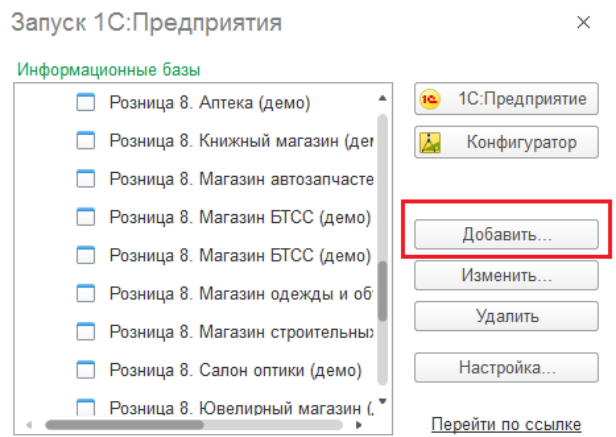 Запуск 1С:Предприятия
Информационные базы
Розница 8. Аптека (демо)
Розница 8. Книжный магазин (де
Розница 8. Магазин автозапчасте
Розница 8. Магазин БТСС (демо)
Розница 8. Магазин БТСС (демо)
Розница 8. Магазин одежды и об
Розница 8. Магазин строительны
Розница 8. Салон оптики (демо)
Розница 8. Ювелирный магазин (
1С:Предприятие
Конфигуратор
Добавить...
Изменить...
Удалить
Настройка...
Перейти по ссылке